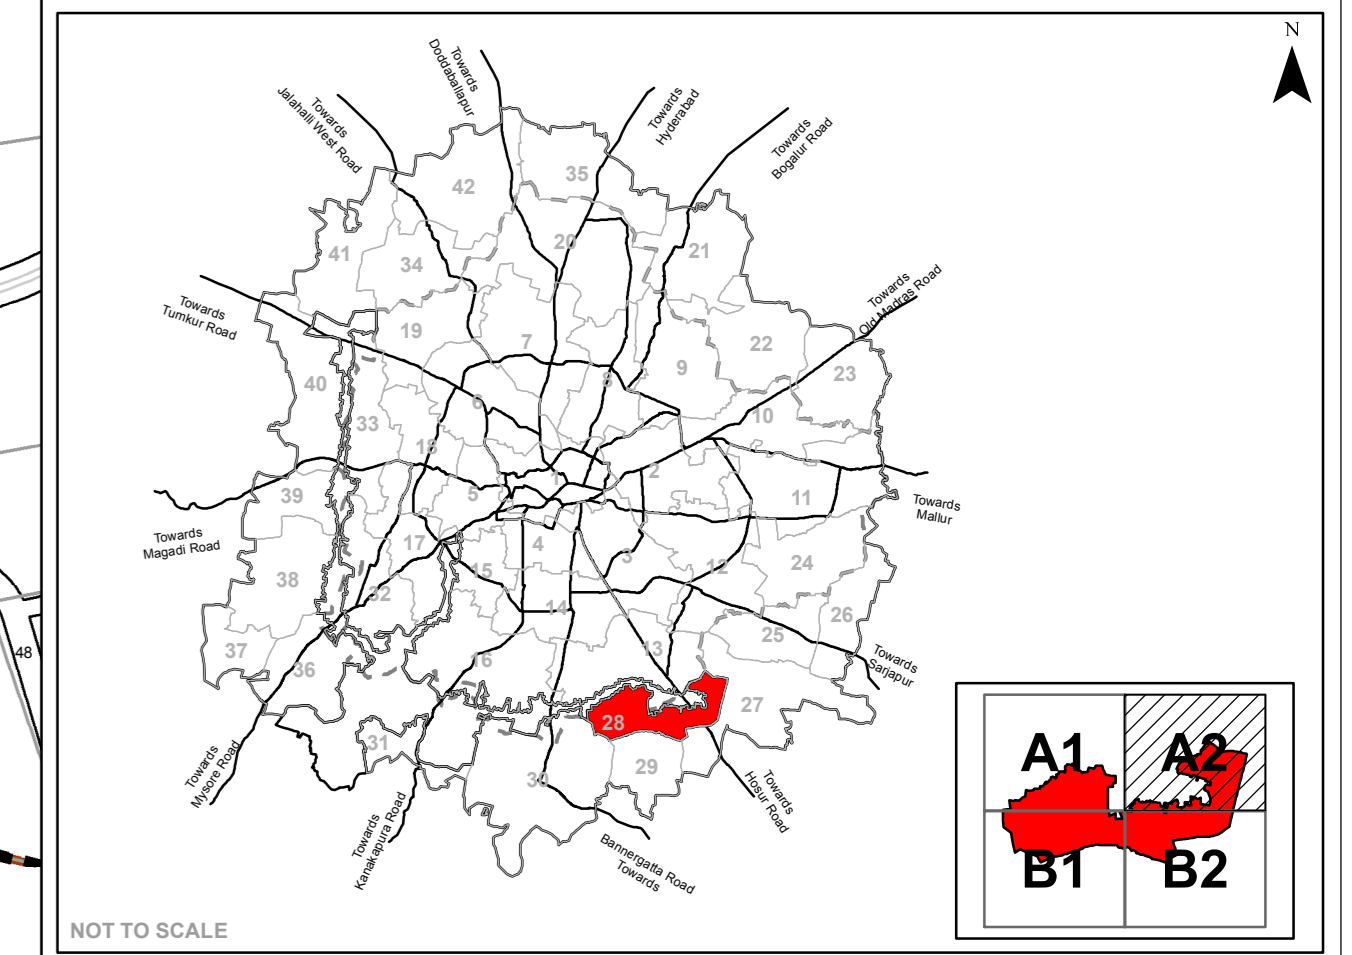 N
Towards
Doddaballapur
Towards
Jalahalli West Road
Towards
Hyderabad
Towards
Bogalur Road
42
35
41
34
20
21
Towards
Old Madras Road
Towards
Tumkur Road
19
7
22
9
8
23
40
6
10
33
18
2
1
5
11
39
Towards
Mallur
Towards
Magadi Road
17
4
3
15
12
24
38
32
14
26
25
48
37
36
16
13
Towards
Sarjapur
27
28
31
29
30
Towards
Mysore Road
Towards
Kanakapura Road
Towards
Hosur Road
Bannergatta Road
Towards
A1
A2
B1
B2
NOT TO SCALE